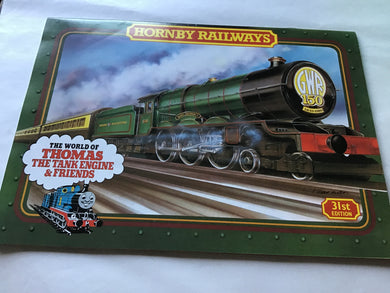 HORNBY RAILWAYS
GWR
150
THE WORLD OF
THOMAS
THE TANK ENGINE
& FRIENDS
31st
EDITION